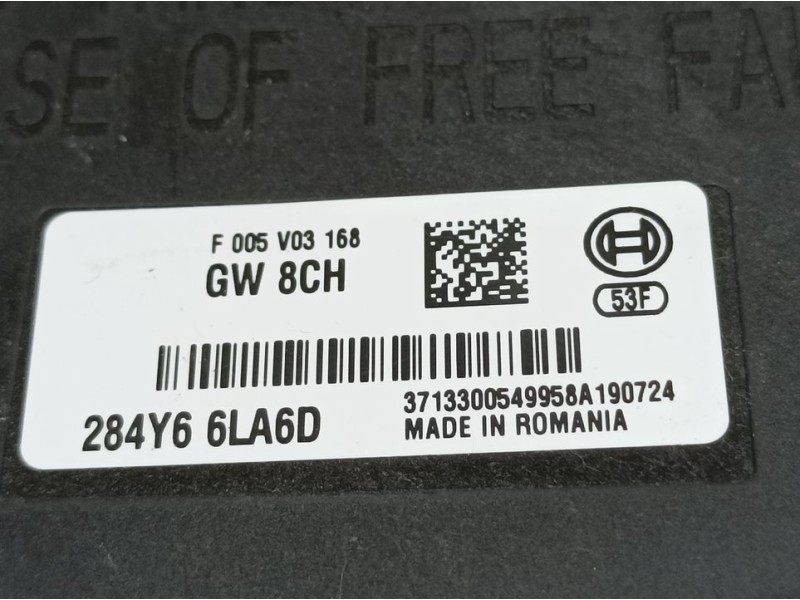 SE OF FREE FA
F 005 V03 168
GW 8CH
53F
284Y6 6LA6D
3713300549958A190724
MADE IN ROMANIA